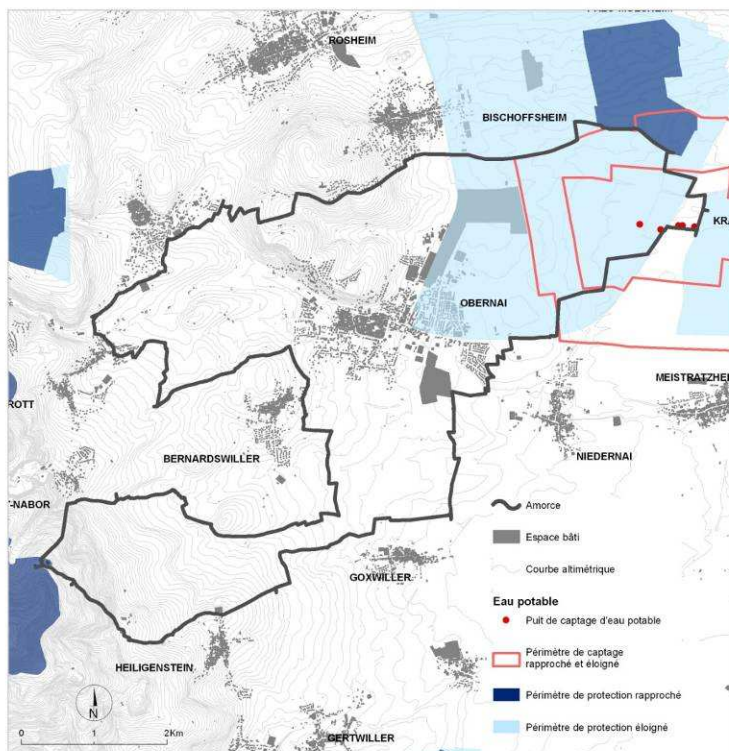 ROSHEIM
BISCHOFFSHEIM
KRA
OBERNAI
MEISTRATZHE
ROTT
BERNARDSWILLER
NIEDERNAI
T-NABOR
GOXWILLER
HEILIGENSTEIN
GERTWILLER
Amorce
Espace bâti
Courbe altimétrique
Eau potable
Puit de captage d'eau potable
Périmètre de captage
rapproché et éloigné
Périmètre de protection rapproché
Périmètre de protection éloigné
N
0 1 2Km